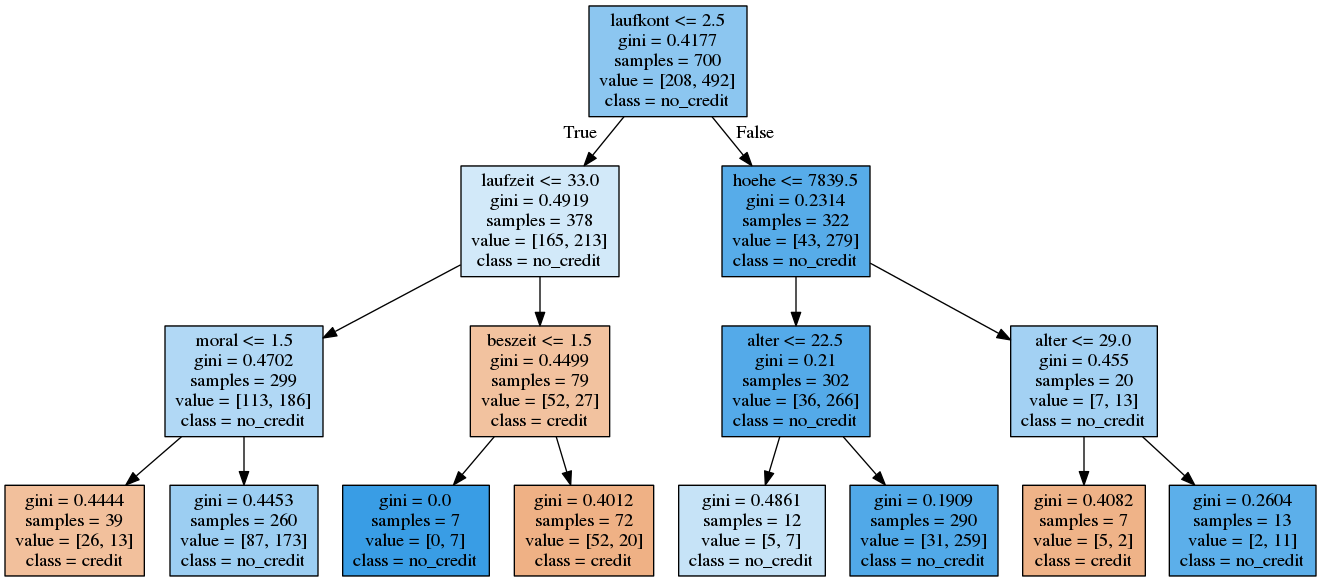 laufkont <= 2.5
gini = 0.4177
samples = 700
value = [208, 492]
class = no_credit
True
False
laufzeit <= 33.0
gini = 0.4919
samples = 378
value = [165, 213]
class = no_credit
hoehe <= 7839.5
gini = 0.2314
samples = 322
value = [43, 279]
class = no_credit
moral <= 1.5
gini = 0.4702
samples = 299
value = [113, 186]
class = no_credit
beszeit <= 1.5
gini = 0.4499
samples = 79
value = [52, 27]
class = credit
alter <= 22.5
gini = 0.21
samples = 302
value = [36, 266]
class = no_credit
alter <= 29.0
gini = 0.455
samples = 20
value = [7, 13]
class = no_credit
gini = 0.4444
samples = 39
value = [26, 13]
class = credit
gini = 0.4453
samples = 260
value = [87, 173]
class = no_credit
gini = 0.0
samples = 7
value = [0, 7]
class = no_credit
gini = 0.4012
samples = 72
value = [52, 20]
class = credit
gini = 0.4861
samples = 12
value = [5, 7]
class = no_credit
gini = 0.1909
samples = 290
value = [31, 259]
class = no_credit
gini = 0.4082
samples = 7
value = [5, 2]
class = credit
gini = 0.2604
samples = 13
value = [2, 11]
class = no_credit